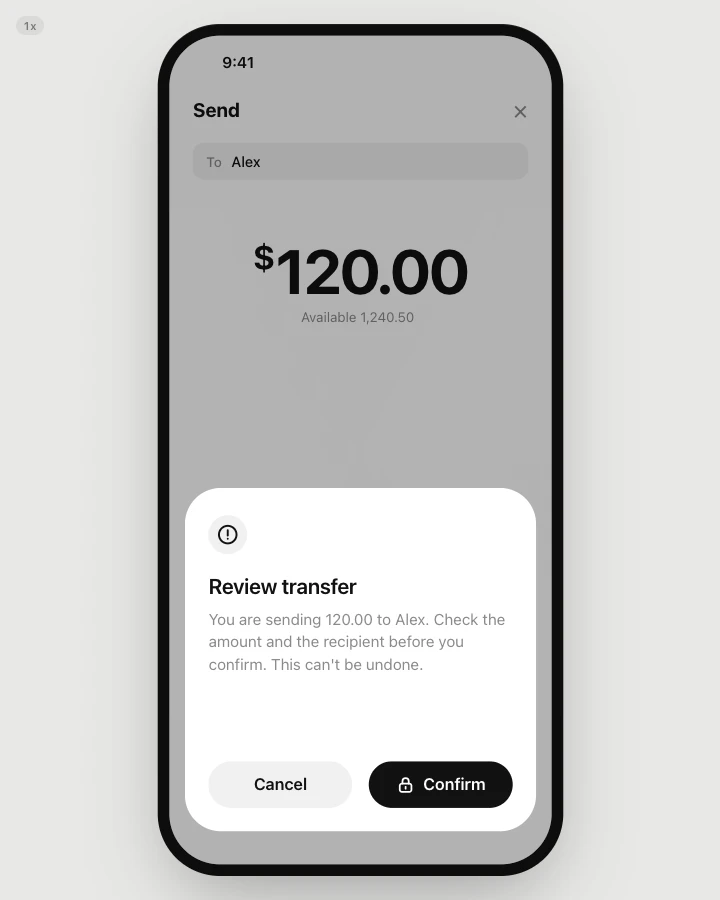 1x
9:41
Send
To Alex
$120.00
Available 1,240.50
Review transfer
You are sending 120.00 to Alex. Check the
amount and the recipient before you
confirm. This can't be undone.
Cancel
Confirm